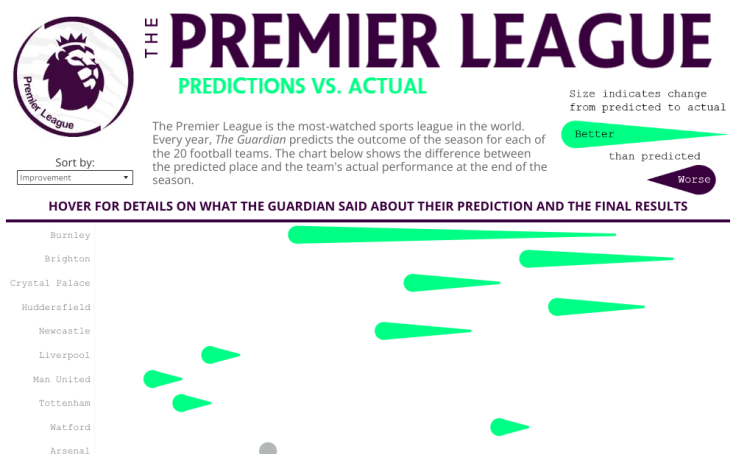 THE
PREMIER LEAGUE
PREDICTIONS VS. ACTUAL
Premier League
Size indicates change
from predicted to actual
Better
than predicted
Worse
The Premier League is the most-watched sports league in the world.
Every year, The Guardian predicts the outcome of the season for each of
the 20 football teams. The chart below shows the difference between
the predicted place and the team's actual performance at the end of the
season.
Sort by:
Improvement
HOVER FOR DETAILS ON WHAT THE GUARDIAN SAID ABOUT THEIR PREDICTION AND THE FINAL RESULTS
Burnley
Brighton
Crystal Palace
Huddersfield
Newcastle
Liverpool
Man United
Tottenham
Watford
Arsenal